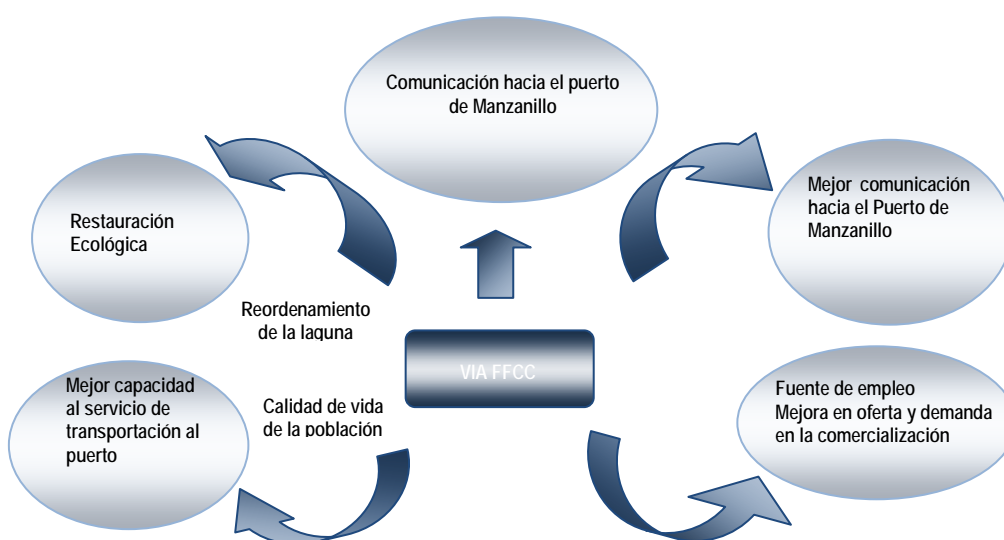 Comunicación hacia el puerto
de Manzanillo
Restauración
Ecológica
Mejor comunicación
hacia el Puerto de
Manzanillo
Reordenamiento
de la laguna
VIA FFCC
Mejor capacidad
al servicio de
transportación al
puerto
Calidad de vida
de la población
Fuente de empleo
Mejora en oferta y demanda
en la comercialización